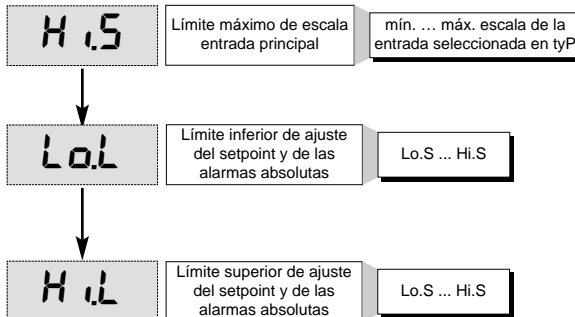 Hi.S
Límite máximo de escala
entrada principal
mín. … máx. escala de la
entrada seleccionada en tyP
Lo.L
Límite inferior de ajuste
del setpoint y de las
alarmas absolutas
Lo.S ... Hi.S
Hi.L
Límite superior de ajuste
del setpoint y de las
alarmas absolutas
Lo.S ... Hi.S